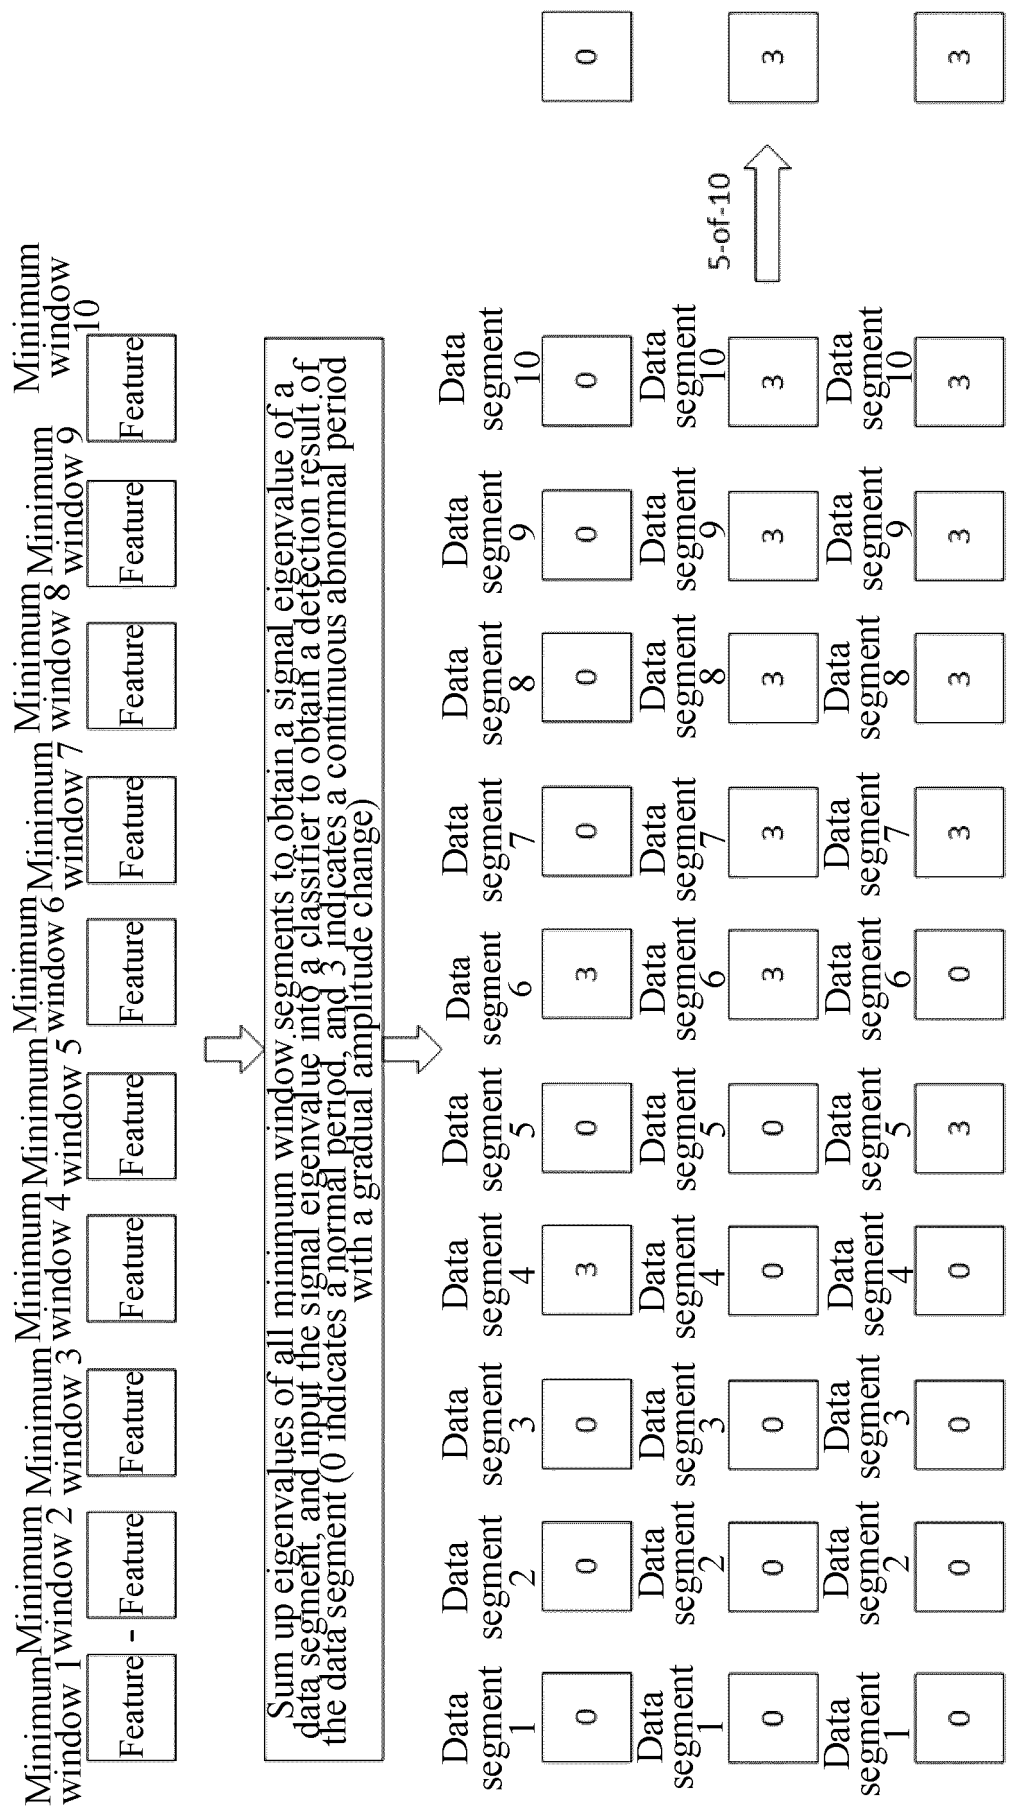 Minimum
window 1
Minimum
window 2
Minimum
window 3
Minimum
window 4
Minimum
window 5
Minimum
window 6
Minimum
window 7
Minimum
window 8
Minimum
window 9
Minimum
window
10
Feature
-
Feature
Feature
Feature
Feature
Feature
Feature
Feature
Feature
Feature
Sum up eigenvalues of all minimum window segments to obtain a signal eigenvalue of a
data segment, and input the signal eigenvalue into a classifier to obtain a detection result of
the data segment (0 indicates a normal period, and 3 indicates a continuous abnormal period
with a gradual amplitude change)
Data
segment
1
Data
segment
2
Data
segment
3
Data
segment
4
Data
segment
5
Data
segment
6
Data
segment
7
Data
segment
8
Data
segment
9
Data
segment
10
0
0
0
3
0
3
0
0
0
0
0
Data
segment
1
Data
segment
2
Data
segment
3
Data
segment
4
Data
segment
5
Data
segment
6
Data
segment
7
Data
segment
8
Data
segment
9
Data
segment
10
5-of-10
0
0
0
0
0
3
3
3
3
3
3
Data
segment
1
Data
segment
2
Data
segment
3
Data
segment
4
Data
segment
5
Data
segment
6
Data
segment
7
Data
segment
8
Data
segment
9
Data
segment
10
0
0
0
0
3
0
3
3
3
3
3